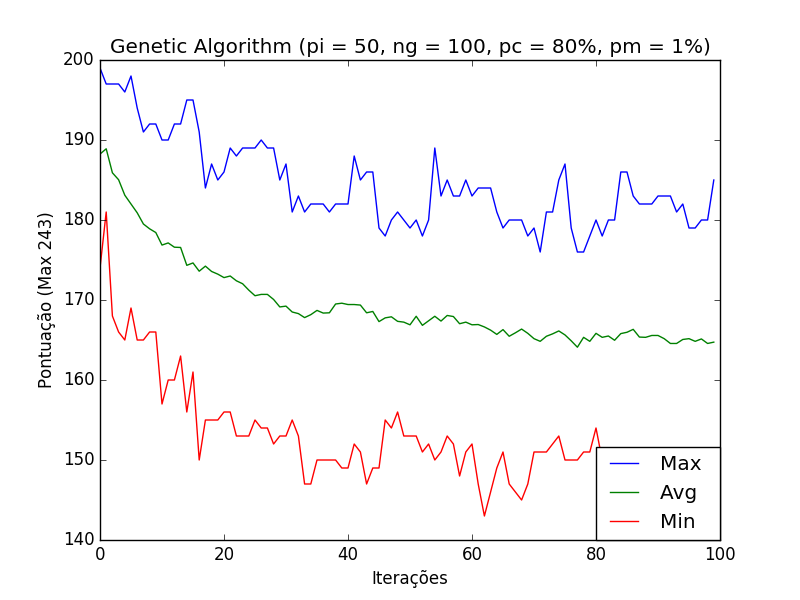 Genetic Algorithm (pi = 50, ng = 100, pc = 80%, pm = 1%)
200
190
180
170
160
150
140
Pontuação (Max 243)
0
20
40
60
80
100
Iterações
Max
Avg
Min